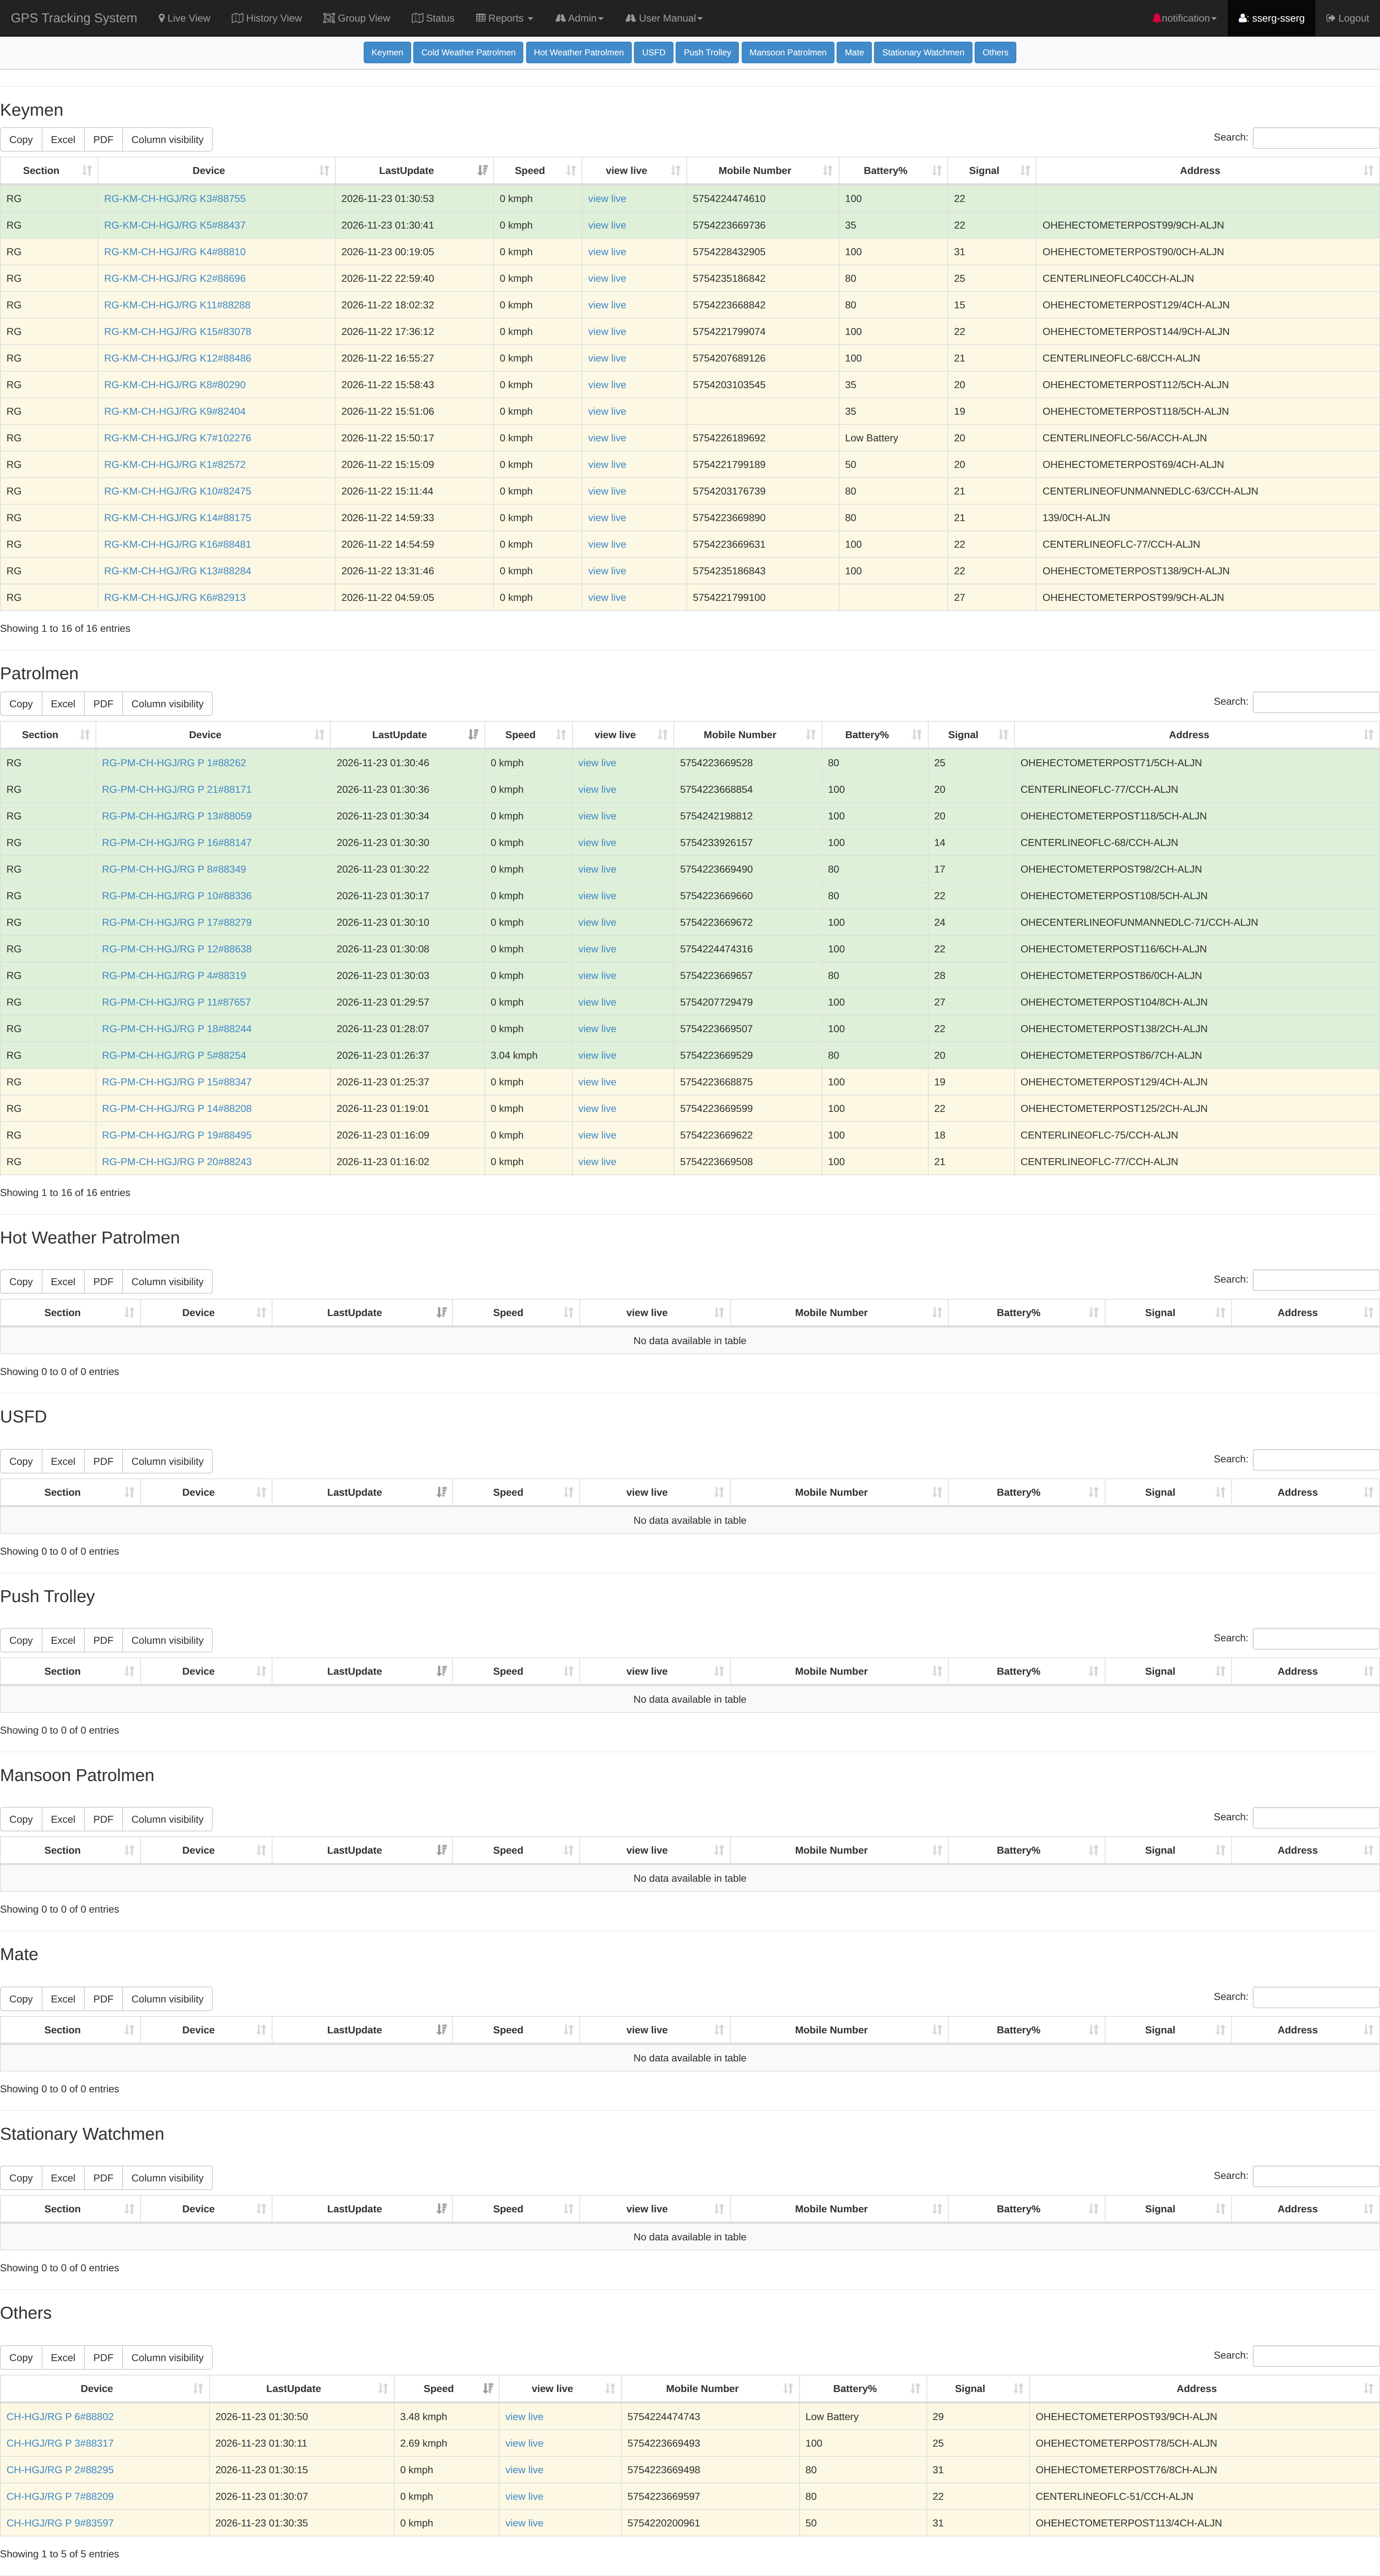 GPS Tracking System Live View History View Group View Status Reports Admin User Manual notification : sserg-sserg Logout
Keymen Cold Weather Patrolmen Hot Weather Patrolmen USFD Push Trolley Mansoon Patrolmen Mate Stationary Watchmen Others
Keymen
Copy Excel PDF Column visibility Search:
Section Device LastUpdate Speed view live Mobile Number Battery% Signal Address
RG RG-KM-CH-HGJ/RG K3#88755 2026-11-23 01:30:53 0 kmph view live 5754224474610 100 22
RG RG-KM-CH-HGJ/RG K5#88437 2026-11-23 01:30:41 0 kmph view live 5754223669736 35 22 OHEHECTOMETERPOST99/9CH-ALJN
RG RG-KM-CH-HGJ/RG K4#88810 2026-11-23 00:19:05 0 kmph view live 5754228432905 100 31 OHEHECTOMETERPOST90/0CH-ALJN
RG RG-KM-CH-HGJ/RG K2#88696 2026-11-22 22:59:40 0 kmph view live 5754235186842 80 25 CENTERLINEOFLC40CCH-ALJN
RG RG-KM-CH-HGJ/RG K11#88288 2026-11-22 18:02:32 0 kmph view live 5754223668842 80 15 OHEHECTOMETERPOST129/4CH-ALJN
RG RG-KM-CH-HGJ/RG K15#83078 2026-11-22 17:36:12 0 kmph view live 5754221799074 100 22 OHEHECTOMETERPOST144/9CH-ALJN
RG RG-KM-CH-HGJ/RG K12#88486 2026-11-22 16:55:27 0 kmph view live 5754207689126 100 21 CENTERLINEOFLC-68/CCH-ALJN
RG RG-KM-CH-HGJ/RG K8#80290 2026-11-22 15:58:43 0 kmph view live 5754203103545 35 20 OHEHECTOMETERPOST112/5CH-ALJN
RG RG-KM-CH-HGJ/RG K9#82404 2026-11-22 15:51:06 0 kmph view live 35 19 OHEHECTOMETERPOST118/5CH-ALJN
RG RG-KM-CH-HGJ/RG K7#102276 2026-11-22 15:50:17 0 kmph view live 5754226189692 Low Battery 20 CENTERLINEOFLC-56/ACCH-ALJN
RG RG-KM-CH-HGJ/RG K1#82572 2026-11-22 15:15:09 0 kmph view live 5754221799189 50 20 OHEHECTOMETERPOST69/4CH-ALJN
RG RG-KM-CH-HGJ/RG K10#82475 2026-11-22 15:11:44 0 kmph view live 5754203176739 80 21 CENTERLINEOFUNMANNEDLC-63/CCH-ALJN
RG RG-KM-CH-HGJ/RG K14#88175 2026-11-22 14:59:33 0 kmph view live 5754223669890 80 21 139/0CH-ALJN
RG RG-KM-CH-HGJ/RG K16#88481 2026-11-22 14:54:59 0 kmph view live 5754223669631 100 22 CENTERLINEOFLC-77/CCH-ALJN
RG RG-KM-CH-HGJ/RG K13#88284 2026-11-22 13:31:46 0 kmph view live 5754235186843 100 22 OHEHECTOMETERPOST138/9CH-ALJN
RG RG-KM-CH-HGJ/RG K6#82913 2026-11-22 04:59:05 0 kmph view live 5754221799100 27 OHEHECTOMETERPOST99/9CH-ALJN
Showing 1 to 16 of 16 entries
Patrolmen
Copy Excel PDF Column visibility Search:
Section Device LastUpdate Speed view live Mobile Number Battery% Signal Address
RG RG-PM-CH-HGJ/RG P 1#88262 2026-11-23 01:30:46 0 kmph view live 5754223669528 80 25 OHEHECTOMETERPOST71/5CH-ALJN
RG RG-PM-CH-HGJ/RG P 21#88171 2026-11-23 01:30:36 0 kmph view live 5754223668854 100 20 CENTERLINEOFLC-77/CCH-ALJN
RG RG-PM-CH-HGJ/RG P 13#88059 2026-11-23 01:30:34 0 kmph view live 5754242198812 100 20 OHEHECTOMETERPOST118/5CH-ALJN
RG RG-PM-CH-HGJ/RG P 16#88147 2026-11-23 01:30:30 0 kmph view live 5754233926157 100 14 CENTERLINEOFLC-68/CCH-ALJN
RG RG-PM-CH-HGJ/RG P 8#88349 2026-11-23 01:30:22 0 kmph view live 5754223669490 80 17 OHEHECTOMETERPOST98/2CH-ALJN
RG RG-PM-CH-HGJ/RG P 10#88336 2026-11-23 01:30:17 0 kmph view live 5754223669660 80 22 OHEHECTOMETERPOST108/5CH-ALJN
RG RG-PM-CH-HGJ/RG P 17#88279 2026-11-23 01:30:10 0 kmph view live 5754223669672 100 24 OHECENTERLINEOFUNMANNEDLC-71/CCH-ALJN
RG RG-PM-CH-HGJ/RG P 12#88638 2026-11-23 01:30:08 0 kmph view live 5754224474316 100 22 OHEHECTOMETERPOST116/6CH-ALJN
RG RG-PM-CH-HGJ/RG P 4#88319 2026-11-23 01:30:03 0 kmph view live 5754223669657 80 28 OHEHECTOMETERPOST86/0CH-ALJN
RG RG-PM-CH-HGJ/RG P 11#87657 2026-11-23 01:29:57 0 kmph view live 5754207729479 100 27 OHEHECTOMETERPOST104/8CH-ALJN
RG RG-PM-CH-HGJ/RG P 18#88244 2026-11-23 01:28:07 0 kmph view live 5754223669507 100 22 OHEHECTOMETERPOST138/2CH-ALJN
RG RG-PM-CH-HGJ/RG P 5#88254 2026-11-23 01:26:37 3.04 kmph view live 5754223669529 80 20 OHEHECTOMETERPOST86/7CH-ALJN
RG RG-PM-CH-HGJ/RG P 15#88347 2026-11-23 01:25:37 0 kmph view live 5754223668875 100 19 OHEHECTOMETERPOST129/4CH-ALJN
RG RG-PM-CH-HGJ/RG P 14#88208 2026-11-23 01:19:01 0 kmph view live 5754223669599 100 22 OHEHECTOMETERPOST125/2CH-ALJN
RG RG-PM-CH-HGJ/RG P 19#88495 2026-11-23 01:16:09 0 kmph view live 5754223669622 100 18 CENTERLINEOFLC-75/CCH-ALJN
RG RG-PM-CH-HGJ/RG P 20#88243 2026-11-23 01:16:02 0 kmph view live 5754223669508 100 21 CENTERLINEOFLC-77/CCH-ALJN
Showing 1 to 16 of 16 entries
Hot Weather Patrolmen
Copy Excel PDF Column visibility Search:
Section Device LastUpdate Speed view live Mobile Number Battery% Signal Address
No data available in table
Showing 0 to 0 of 0 entries
USFD
Copy Excel PDF Column visibility Search:
Section Device LastUpdate Speed view live Mobile Number Battery% Signal Address
No data available in table
Showing 0 to 0 of 0 entries
Push Trolley
Copy Excel PDF Column visibility Search:
Section Device LastUpdate Speed view live Mobile Number Battery% Signal Address
No data available in table
Showing 0 to 0 of 0 entries
Mansoon Patrolmen
Copy Excel PDF Column visibility Search:
Section Device LastUpdate Speed view live Mobile Number Battery% Signal Address
No data available in table
Showing 0 to 0 of 0 entries
Mate
Copy Excel PDF Column visibility Search:
Section Device LastUpdate Speed view live Mobile Number Battery% Signal Address
No data available in table
Showing 0 to 0 of 0 entries
Stationary Watchmen
Copy Excel PDF Column visibility Search:
Section Device LastUpdate Speed view live Mobile Number Battery% Signal Address
No data available in table
Showing 0 to 0 of 0 entries
Others
Copy Excel PDF Column visibility Search:
Device LastUpdate Speed view live Mobile Number Battery% Signal Address
CH-HGJ/RG P 6#88802 2026-11-23 01:30:50 3.48 kmph view live 5754224474743 Low Battery 29 OHEHECTOMETERPOST93/9CH-ALJN
CH-HGJ/RG P 3#88317 2026-11-23 01:30:11 2.69 kmph view live 5754223669493 100 25 OHEHECTOMETERPOST78/5CH-ALJN
CH-HGJ/RG P 2#88295 2026-11-23 01:30:15 0 kmph view live 5754223669498 80 31 OHEHECTOMETERPOST76/8CH-ALJN
CH-HGJ/RG P 7#88209 2026-11-23 01:30:07 0 kmph view live 5754223669597 80 22 CENTERLINEOFLC-51/CCH-ALJN
CH-HGJ/RG P 9#83597 2026-11-23 01:30:35 0 kmph view live 5754220200961 50 31 OHEHECTOMETERPOST113/4CH-ALJN
Showing 1 to 5 of 5 entries